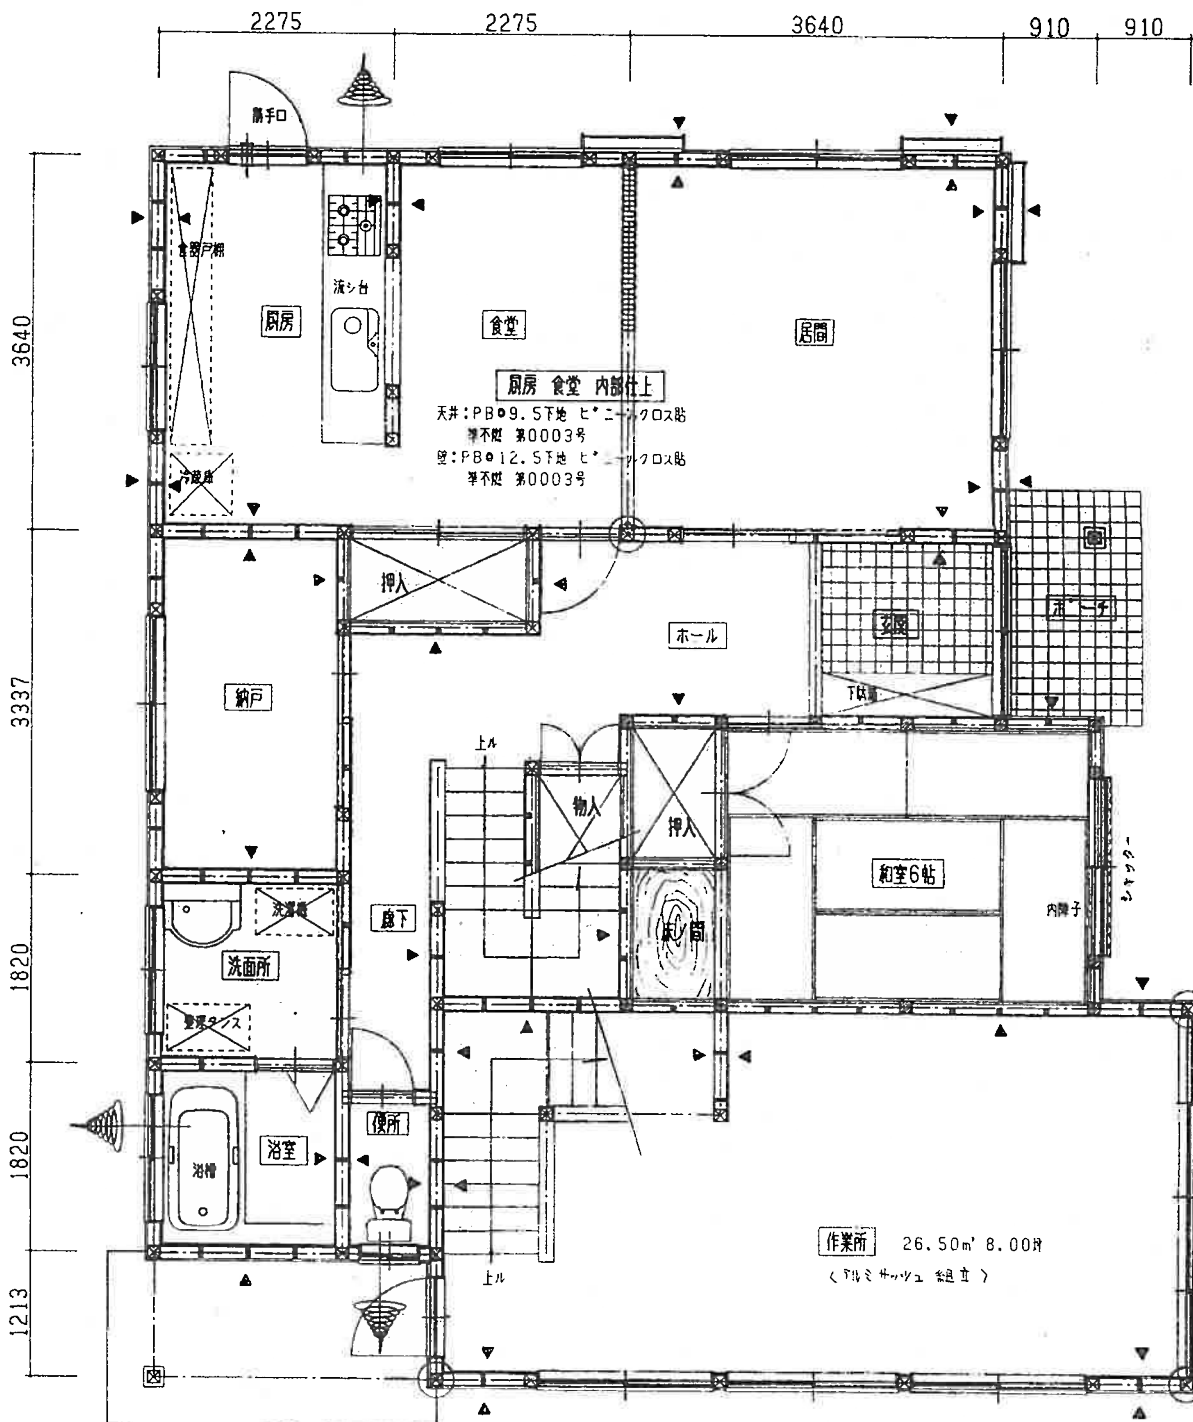 2275
2275
3640
910
910
勝手口
食器戸棚
流シ台
厨房
食堂
居間
3640
厨房 食堂 内部仕上
天井:PB⊕9.5下地 ビニールクロス貼
準不燃 第0003号
壁:PB⊕12.5下地 ビニールクロス貼
準不燃 第0003号
冷蔵庫
押入
ホール
玄関
ポーチ
下駄箱
納戸
3337
上ル
物入
押入
和室6帖
内障子
シャッター
洗濯機
廊下
床ノ間
洗面所
1820
整理タンス
便所
浴室
浴槽
1820
作業所
26.50㎡ 8.00坪
(アルミサッシュ 組立)
上ル
1213